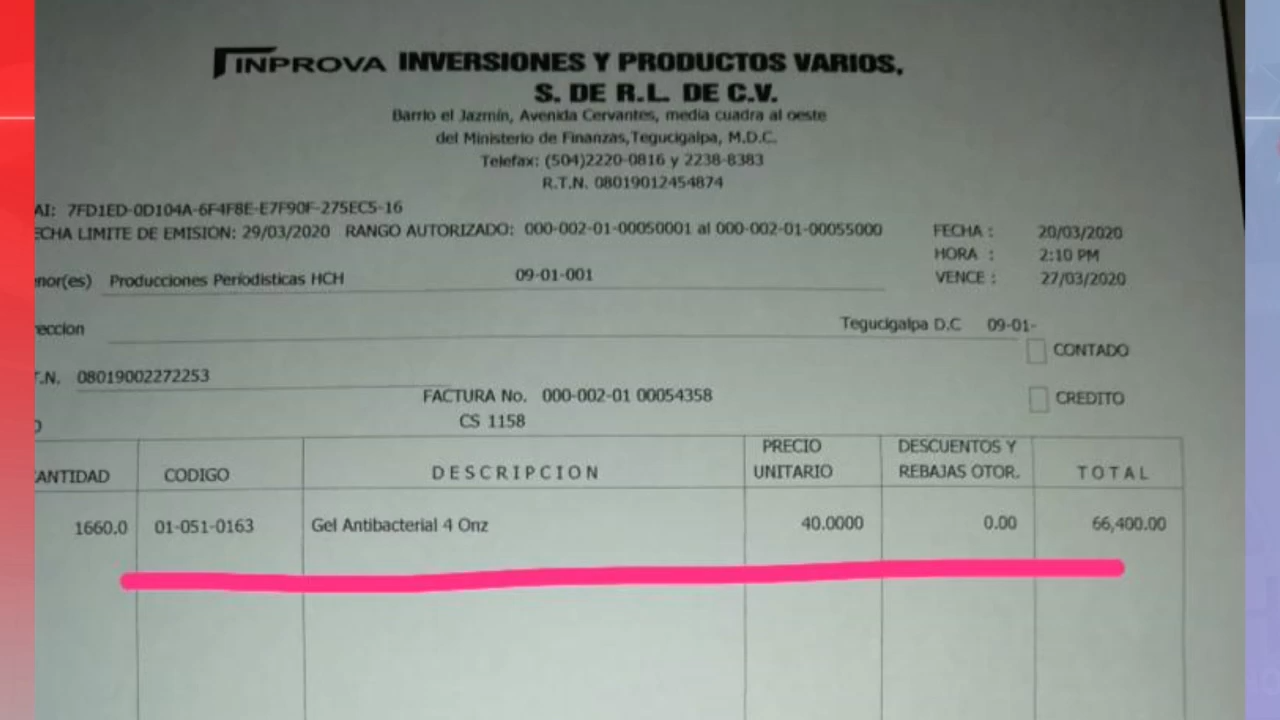 INPROVA INVERSIONES Y PRODUCTOS VARIOS,
S. DE R.L. DE C.V.
Barrio el Jazmín, Avenida Cervantes, media cuadra al oeste
del Ministerio de Finanzas,Tegucigalpa, M.D.C.
Telefax: (504)2220-0816 y 2238-8383
R.T.N. 08019012454874
AI: 7FD1ED-0D104A-6F4F8E-E7F90F-275EC5-16
ECHA LIMITE DE EMISION: 29/03/2020 RANGO AUTORIZADO: 000-002-01-00050001 al 000-002-01-00055000
FECHA : 20/03/2020
HORA : 2:10 PM
VENCE : 27/03/2020
enor(es) Producciones Periodisticas HCH 09-01-001
reccion Tegucigalpa D.C 09-01-
CONTADO
T.N. 08019002272253
CREDITO
FACTURA No. 000-002-01 00054358
CS 1158
ANTIDAD CODIGO DESCRIPCION PRECIO UNITARIO DESCUENTOS Y REBAJAS OTOR. TOTAL
1660.0 01-051-0163 Gel Antibacterial 4 Onz 40.0000 0.00 66,400.00